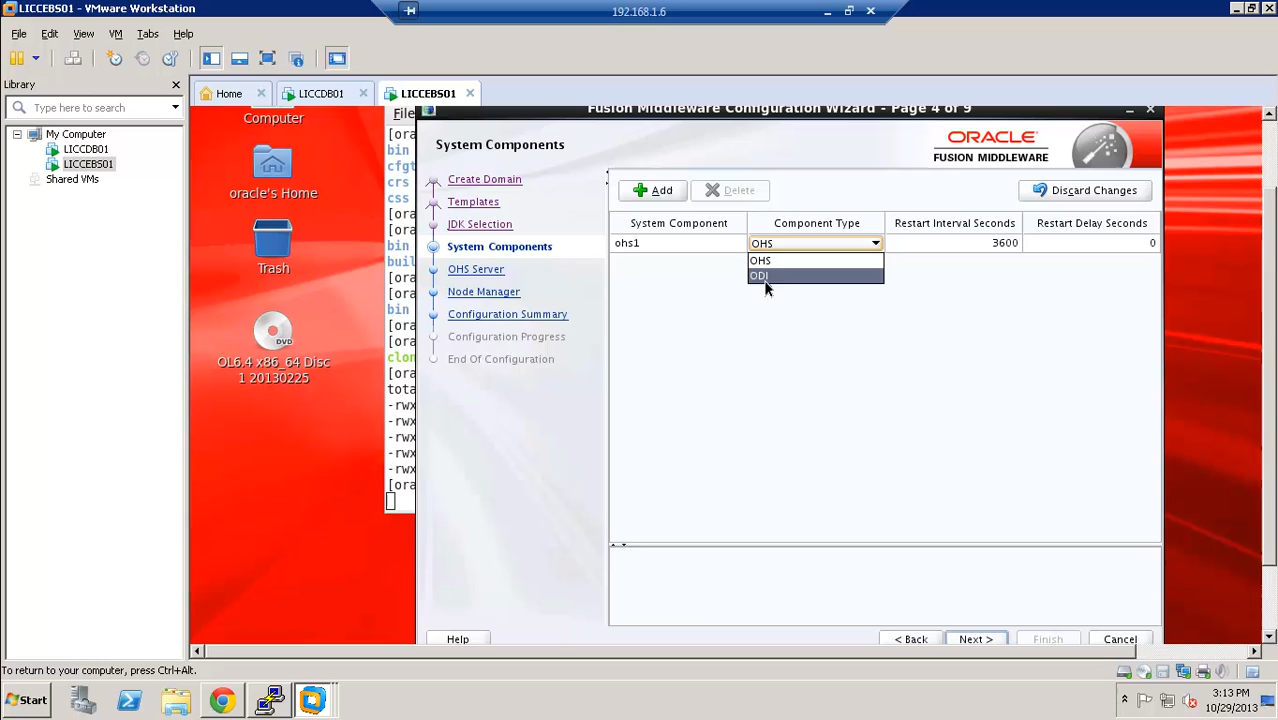 LICCEBS01 - VMware Workstation
192.168.1.6
File Edit View VM Tabs Help
Library
Type here to search
My Computer
LICCDB01
LICCEBS01
Shared VMs
Home
LICCDB01
LICCEBS01
Computer
oracle's Home
Trash
OL6.4 x86_64 Disc
1 20130225
File
[ora
bin
cfgt
crs
css
[ora
[ora
bin
buil
[ora
[ora
bin
[ora
[ora
clon
[ora
tota
-rwx
-rwx
-rwx
-rwx
-rwx
[ora
Fusion Middleware Configuration Wizard - Page 4 of 9
System Components
ORACLE
FUSION MIDDLEWARE
Create Domain
Templates
JDK Selection
System Components
OHS Server
Node Manager
Configuration Summary
Configuration Progress
End Of Configuration
Add
Delete
Discard Changes
System Component Component Type Restart Interval Seconds Restart Delay Seconds
ohs1 OHS 3600 0
OHS
ODI
Help
< Back
Next >
Finish
Cancel
To return to your computer, press Ctrl+Alt.
Start
3:13 PM
10/29/2013
DVD